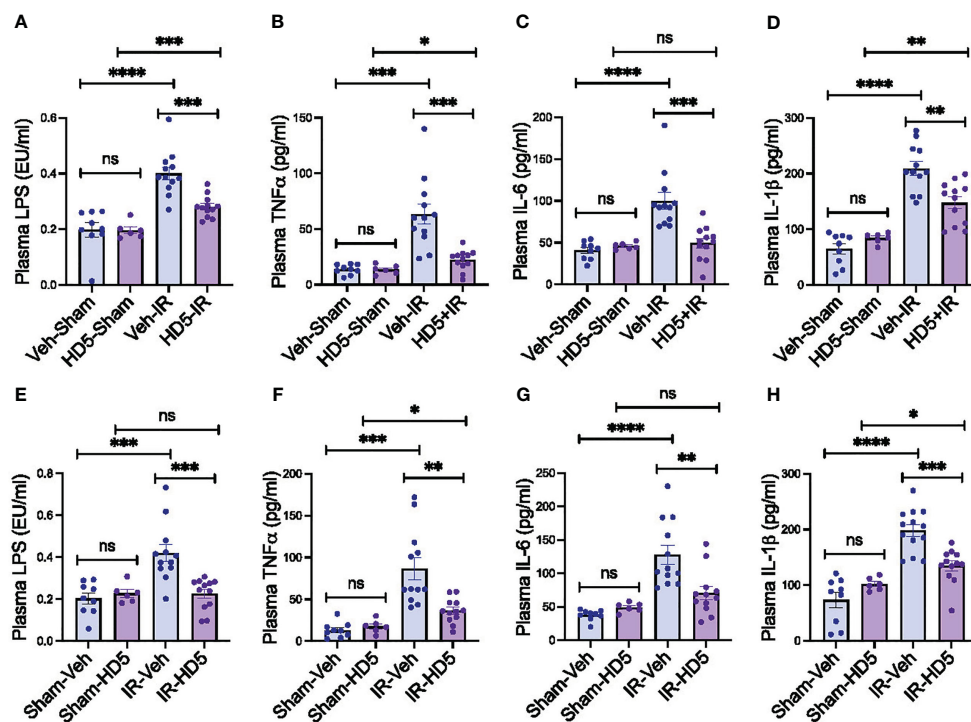 A
B
C
D
***
*
ns
**
****
***
****
****
***
***
***
**
ns
ns
ns
ns
Plasma LPS (EU/ml)
0.6
0.4
0.2
0.0
Veh-Sham
HD5-Sham
Veh-IR
HD5-IR
Plasma TNFα (pg/ml)
150
100
50
0
Veh-Sham
HD5-Sham
Veh-IR
HD5+IR
Plasma IL-6 (pg/ml)
200
150
100
50
0
Veh-Sham
HD5-Sham
Veh-IR
HD5+IR
Plasma IL-1β (pg/ml)
300
200
100
0
Veh-Sham
HD5-Sham
Veh-IR
HD5+IR
E
F
G
H
ns
*
ns
*
***
***
****
****
***
**
**
***
ns
ns
ns
ns
Plasma LPS (EU/ml)
0.8
0.6
0.4
0.2
0.0
Sham-Veh
Sham-HD5
IR-Veh
IR-HD5
Plasma TNFα (pg/ml)
200
150
100
50
0
Sham-Veh
Sham-HD5
IR-Veh
IR-HD5
Plasma IL-6 (pg/ml)
250
200
150
100
50
0
Sham-Veh
Sham-HD5
IR-Veh
IR-HD5
Plasma IL-1β (pg/ml)
300
200
100
0
Sham-Veh
Sham-HD5
IR-Veh
IR-HD5